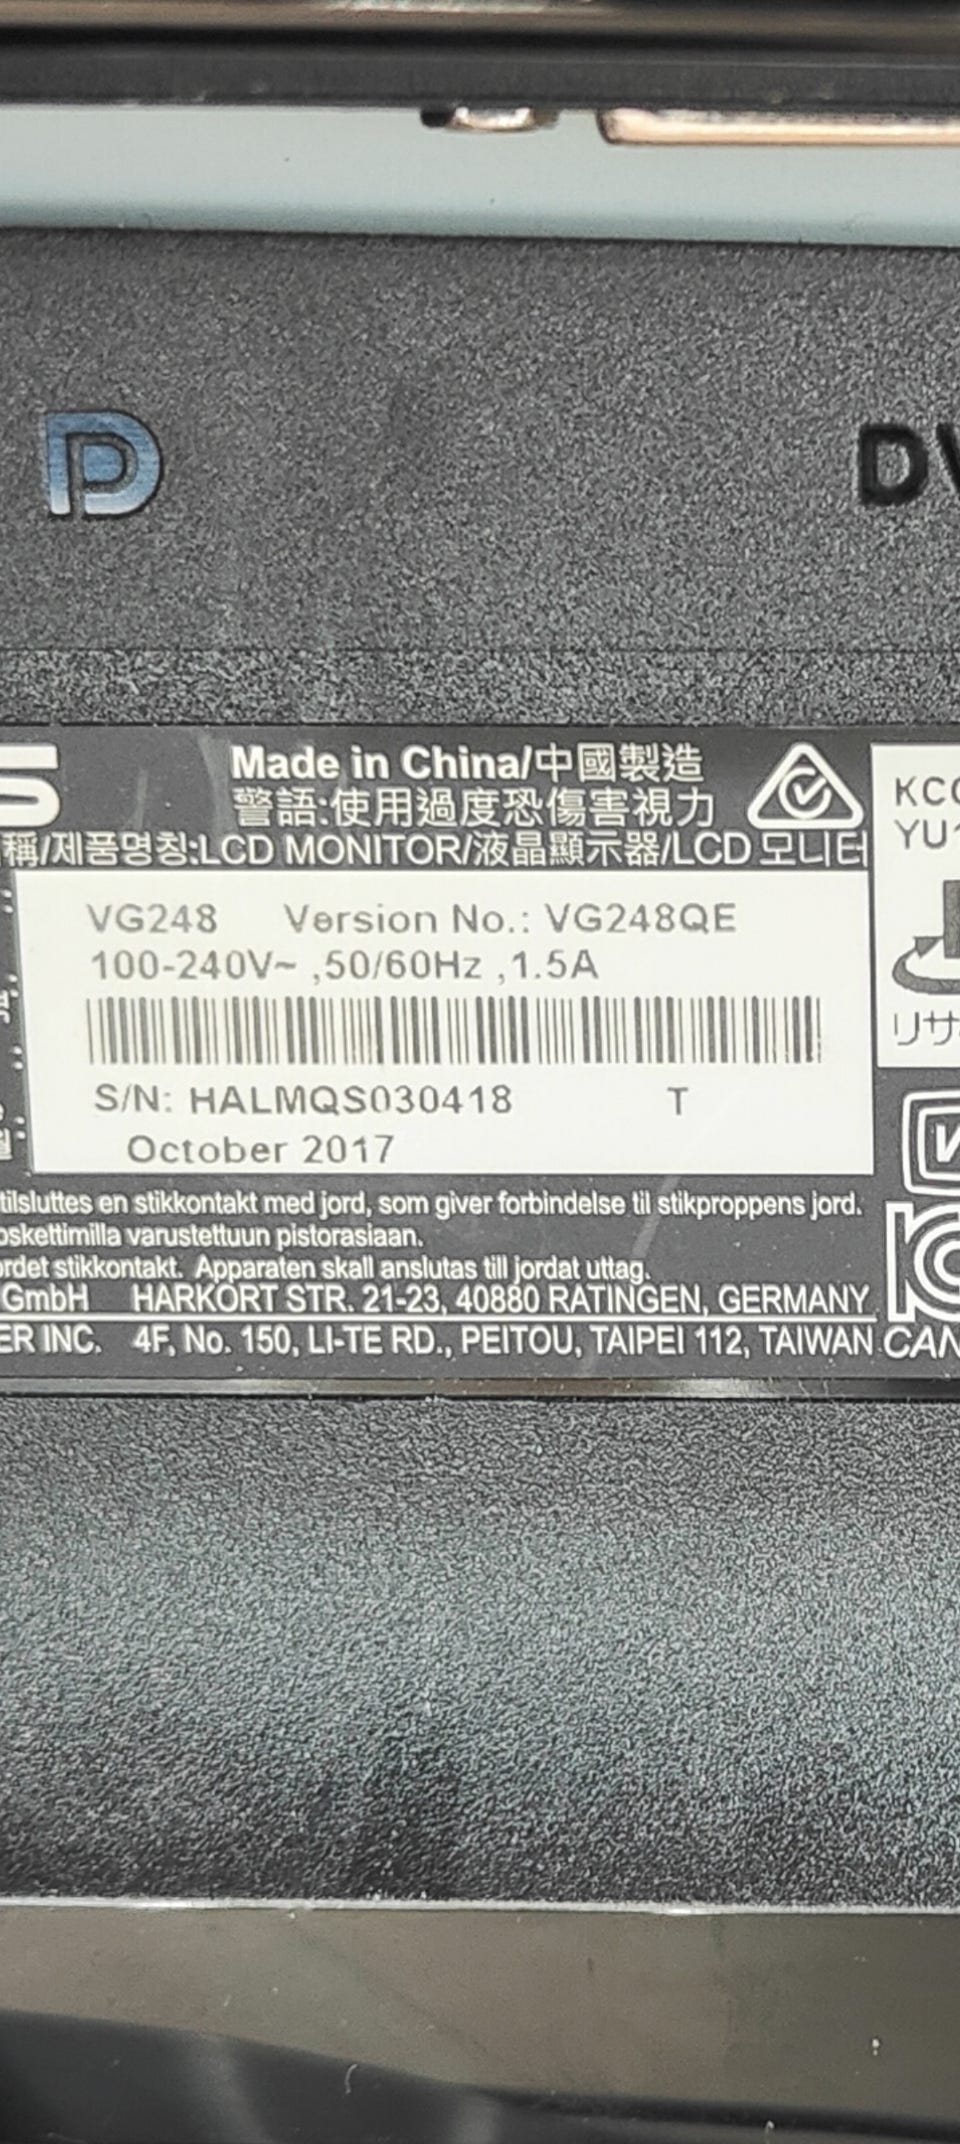 DV
S
Made in China/中國製造
警語:使用過度恐傷害視力
稱/제품명칭:LCD MONITOR/液晶顯示器/LCD 모니터
KCC
YU1
VG248 Version No.: VG248QE
100-240V~ ,50/60Hz ,1.5A
リサ
S/N: HALMQS030418 T
October 2017
tilsluttes en stikkontakt med jord, som giver forbindelse til stikproppens jord.
oskettimilla varustettuun pistorasiaan.
ordet stikkontakt. Apparaten skall anslutas till jordat uttag.
GmbH HARKORT STR. 21-23, 40880 RATINGEN, GERMANY
ER INC. 4F, No. 150, LI-TE RD., PEITOU, TAIPEI 112, TAIWAN CAN